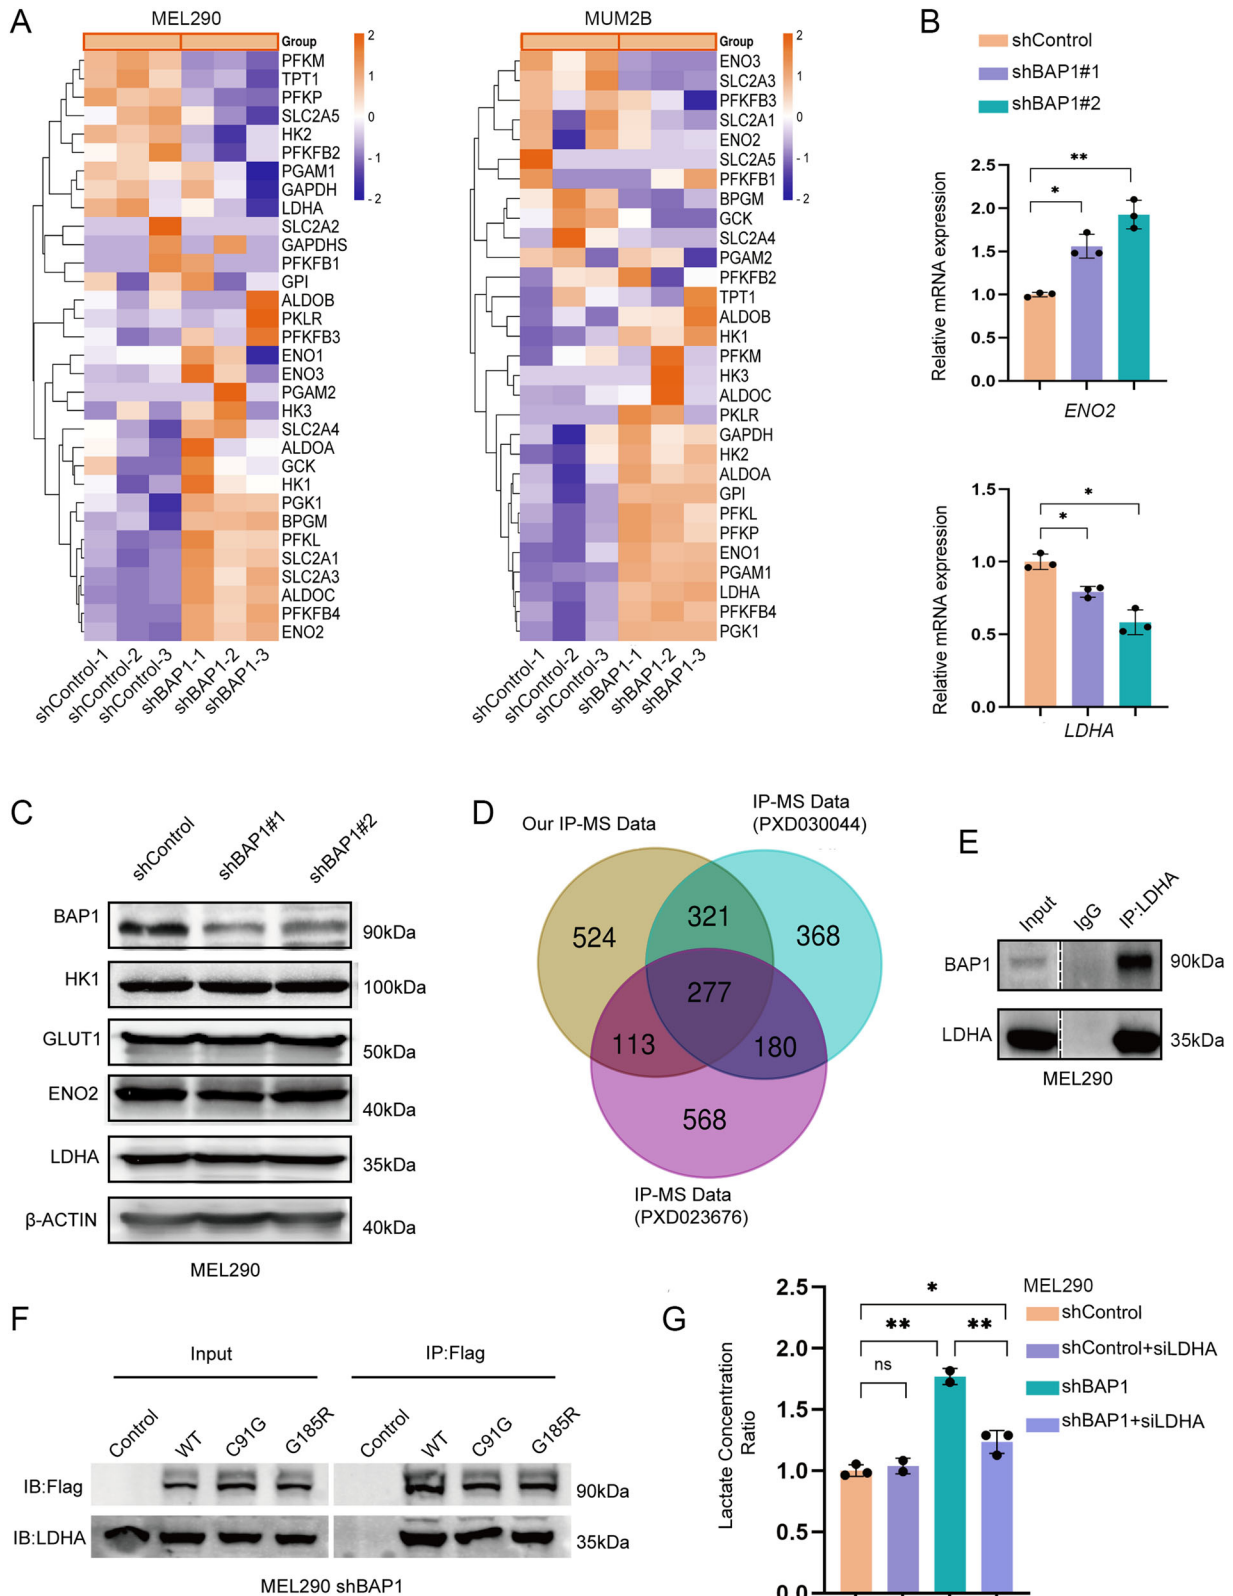 A
MEL290
Group
PFKM
TPT1
PFKP
SLC2A5
HK2
PFKFB2
PGAM1
GAPDH
LDHA
SLC2A2
GAPDHS
PFKFB1
GPI
ALDOB
PKLR
PFKFB3
ENO1
ENO3
PGAM2
HK3
SLC2A4
ALDOA
GCK
HK1
PGK1
BPGM
PFKL
SLC2A1
SLC2A3
ALDOC
PFKFB4
ENO2
2
1
0
-1
-2
shControl-1
shControl-2
shControl-3
shBAP1-1
shBAP1-2
shBAP1-3
MUM2B
Group
ENO3
SLC2A3
PFKFB3
SLC2A1
ENO2
SLC2A5
PFKFB1
BPGM
GCK
SLC2A4
PGAM2
PFKFB2
TPT1
ALDOB
HK1
PFKM
HK3
ALDOC
PKLR
GAPDH
HK2
ALDOA
GPI
PFKL
PFKP
ENO1
PGAM1
LDHA
PFKFB4
PGK1
2
1
0
-1
-2
shControl-1
shControl-2
shControl-3
shBAP1-1
shBAP1-2
shBAP1-3
B
shControl
shBAP1#1
shBAP1#2
Relative mRNA expression
2.5
2.0
1.5
1.0
0.5
0.0
**
*
ENO2
Relative mRNA expression
1.5
1.0
0.5
0.0
*
*
LDHA
C
shControl
shBAP1#1
shBAP1#2
BAP1
90kDa
HK1
100kDa
GLUT1
50kDa
ENO2
40kDa
LDHA
35kDa
β-ACTIN
40kDa
MEL290
D
Our IP-MS Data
IP-MS Data
(PXD030044)
524
321
368
277
113
180
568
IP-MS Data
(PXD023676)
E
Input
IgG
IP:LDHA
BAP1
90kDa
LDHA
35kDa
MEL290
F
Input
IP:Flag
Control
WT
C91G
G185R
Control
WT
C91G
G185R
IB:Flag
90kDa
IB:LDHA
35kDa
MEL290 shBAP1
G
Lactate Concentration
Ratio
2.5
2.0
1.5
1.0
0.5
0.0
*
**
**
ns
MEL290
shControl
shControl+siLDHA
shBAP1
shBAP1+siLDHA